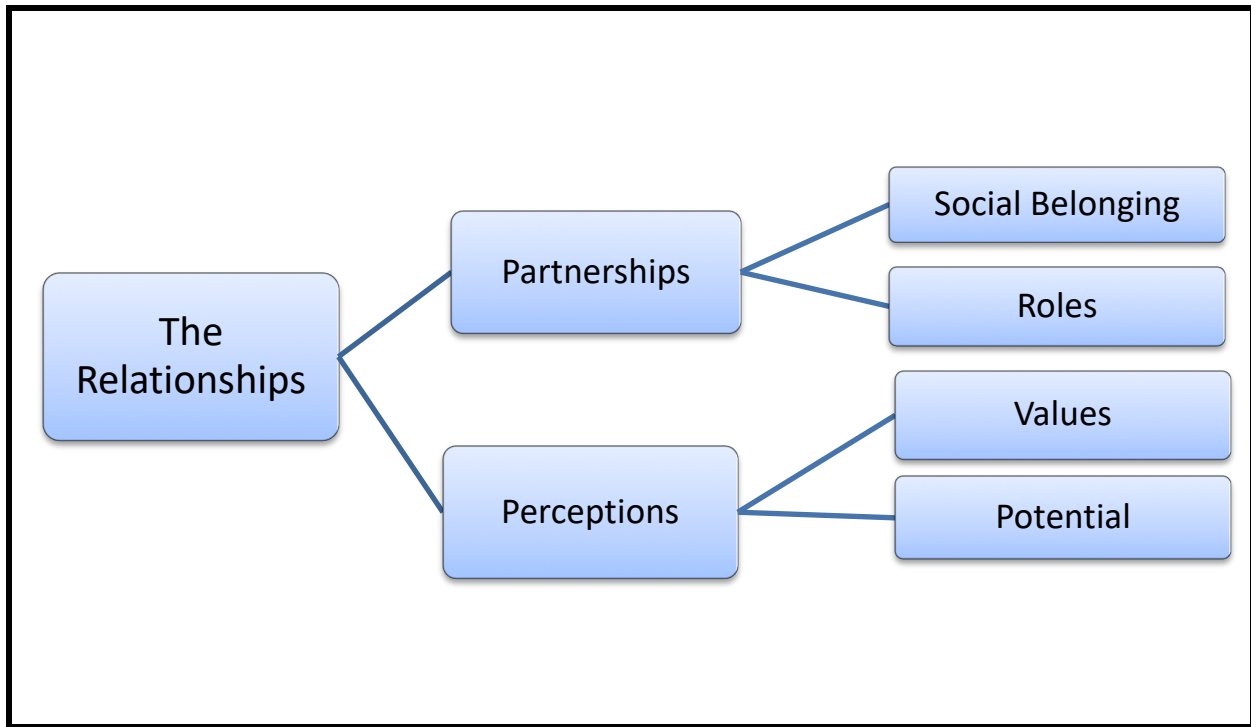 The
Relationships
Partnerships
Social Belonging
Roles
Perceptions
Values
Potential